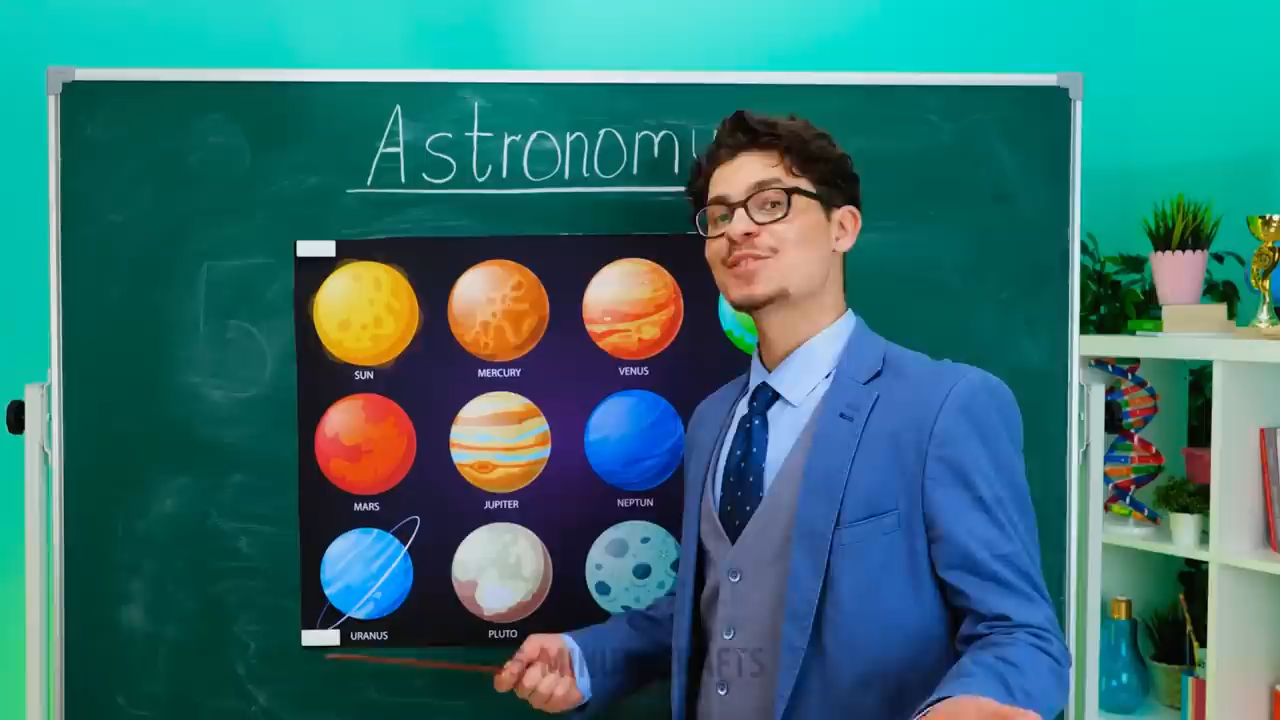 Astronomy
SUN
MERCURY
VENUS
MARS
JUPITER
NEPTUN
URANUS
PLUTO